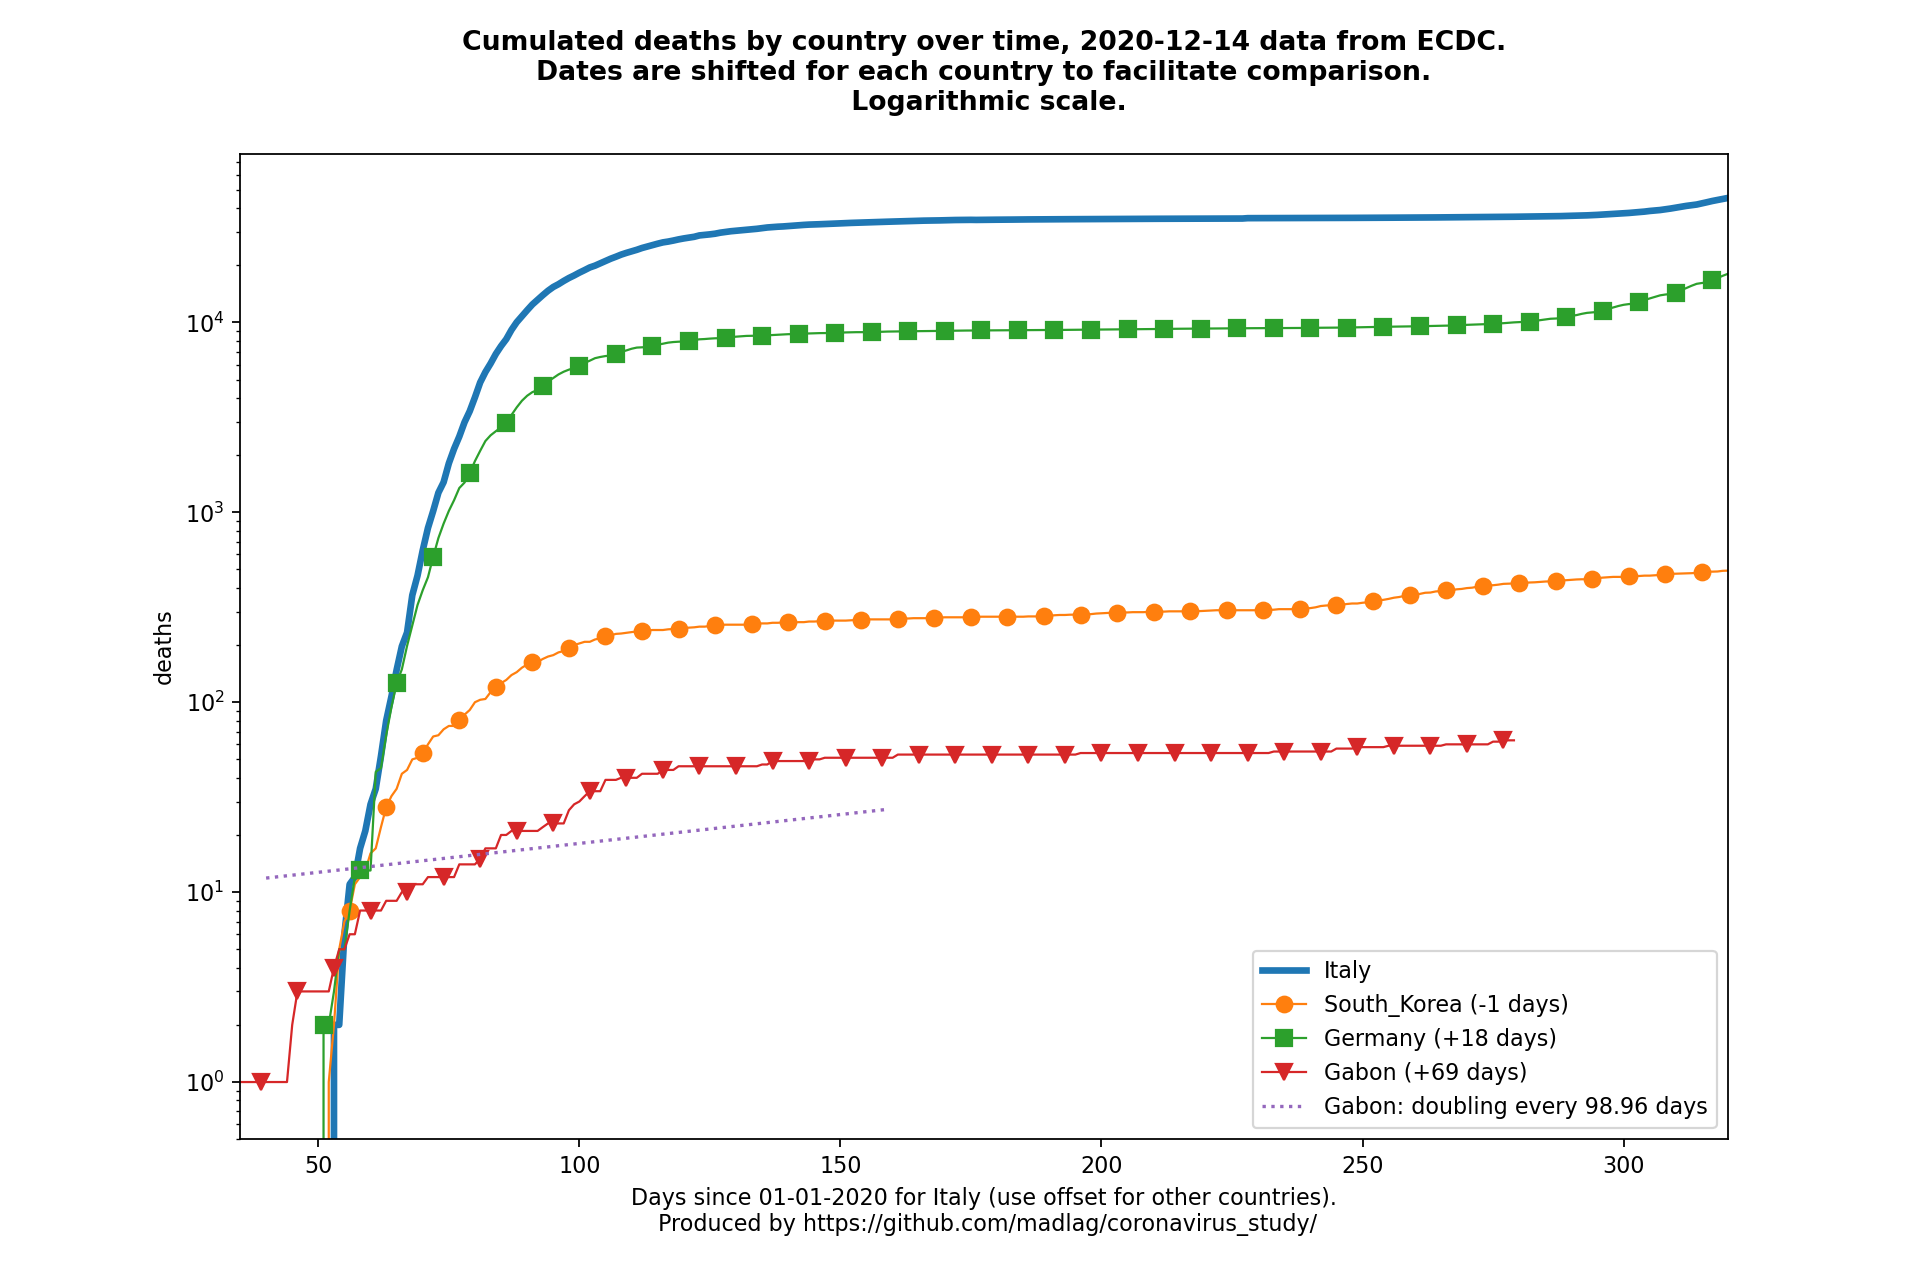 Cumulated deaths by country over time, 2020-12-14 data from ECDC.
Dates are shifted for each country to facilitate comparison.
Logarithmic scale.
deaths
10⁴
10³
10²
10¹
10⁰
50 100 150 200 250 300
Italy
South_Korea (-1 days)
Germany (+18 days)
Gabon (+69 days)
Gabon: doubling every 98.96 days
Days since 01-01-2020 for Italy (use offset for other countries).
Produced by https://github.com/madlag/coronavirus_study/